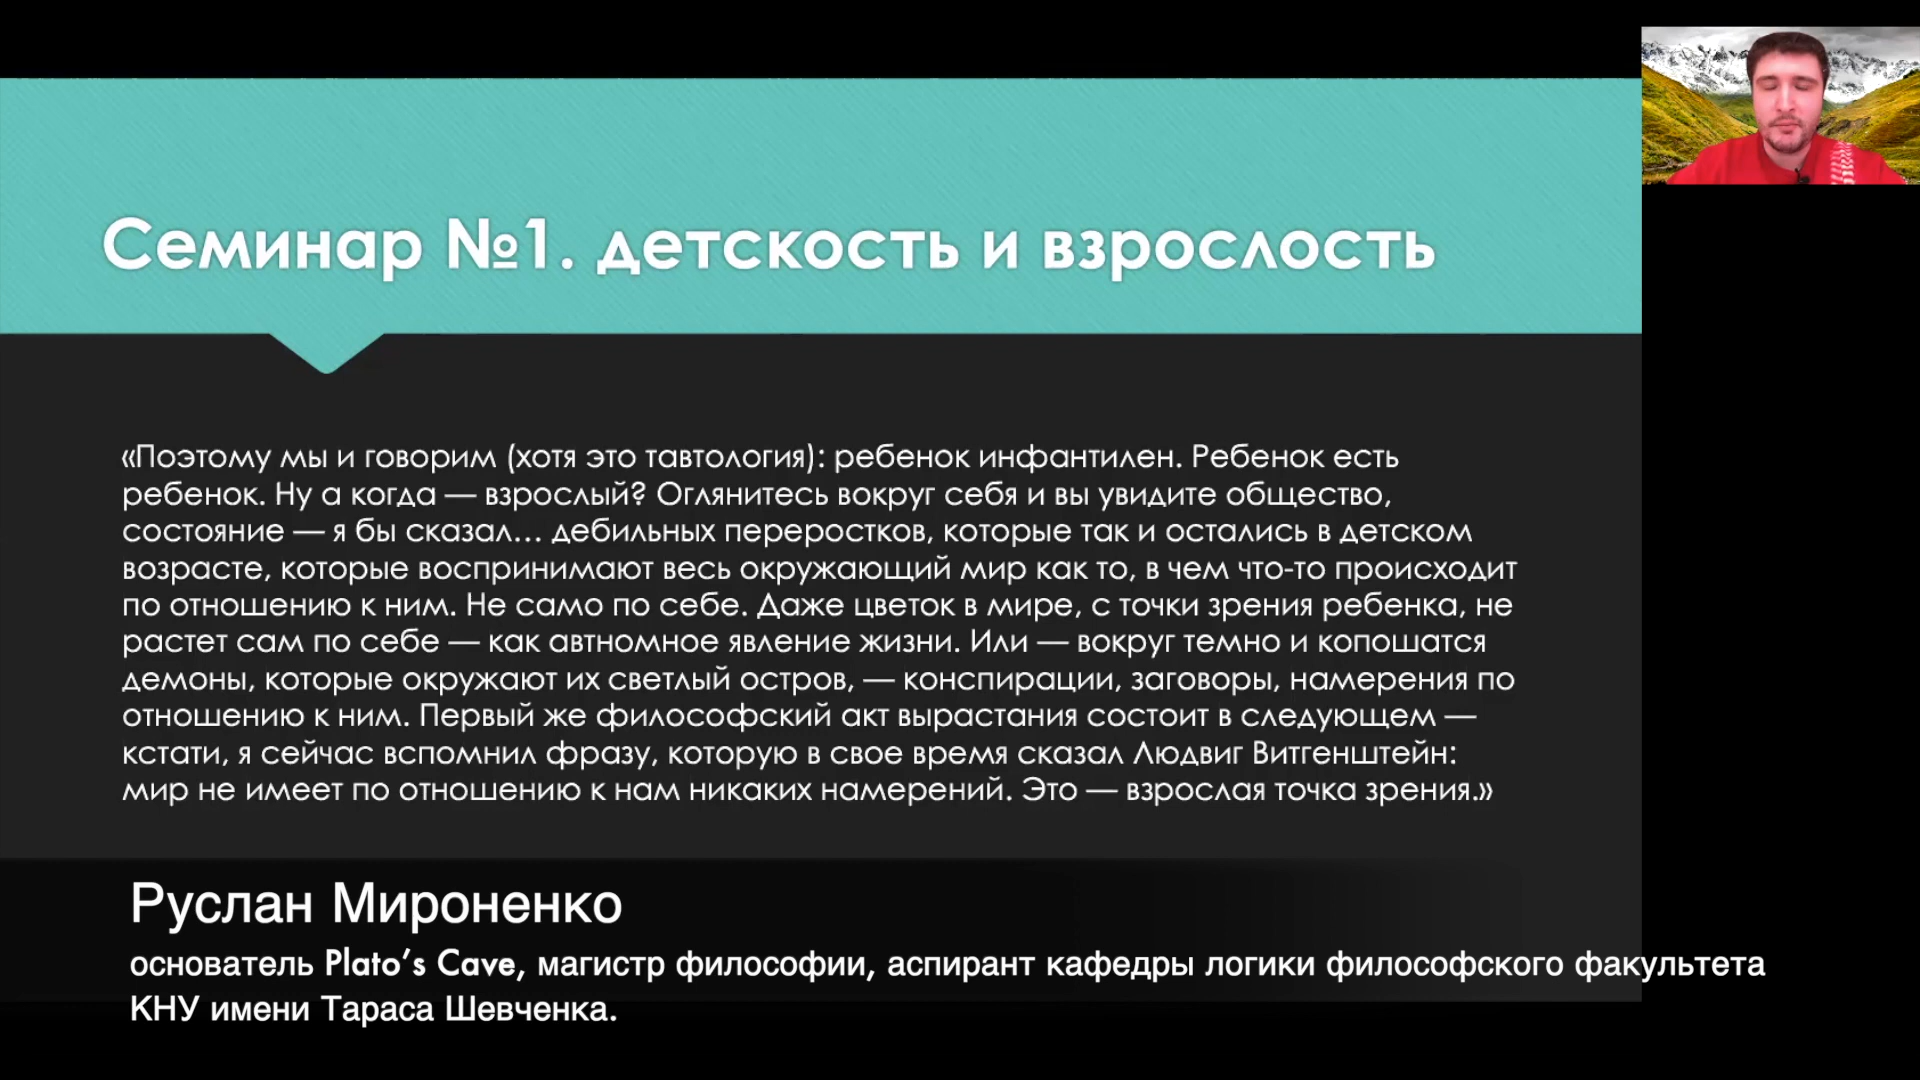 Семинар №1. детскость и взрослость
«Поэтому мы и говорим (хотя это тавтология): ребенок инфантилен. Ребенок есть
ребенок. Ну а когда — взрослый? Оглянитесь вокруг себя и вы увидите общество,
состояние — я бы сказал… дебильных переростков, которые так и остались в детском
возрасте, которые воспринимают весь окружающий мир как то, в чем что-то происходит
по отношению к ним. Не само по себе. Даже цветок в мире, с точки зрения ребенка, не
растет сам по себе — как автномное явление жизни. Или — вокруг темно и копошатся
демоны, которые окружают их светлый остров, — конспирации, заговоры, намерения по
отношению к ним. Первый же философский акт вырастания состоит в следующем —
кстати, я сейчас вспомнил фразу, которую в свое время сказал Людвиг Витгенштейн:
мир не имеет по отношению к нам никаких намерений. Это — взрослая точка зрения.»
Руслан Мироненко
основатель Plato’s Cave, магистр философии, аспирант кафедры логики философского факультета
КНУ имени Тараса Шевченка.